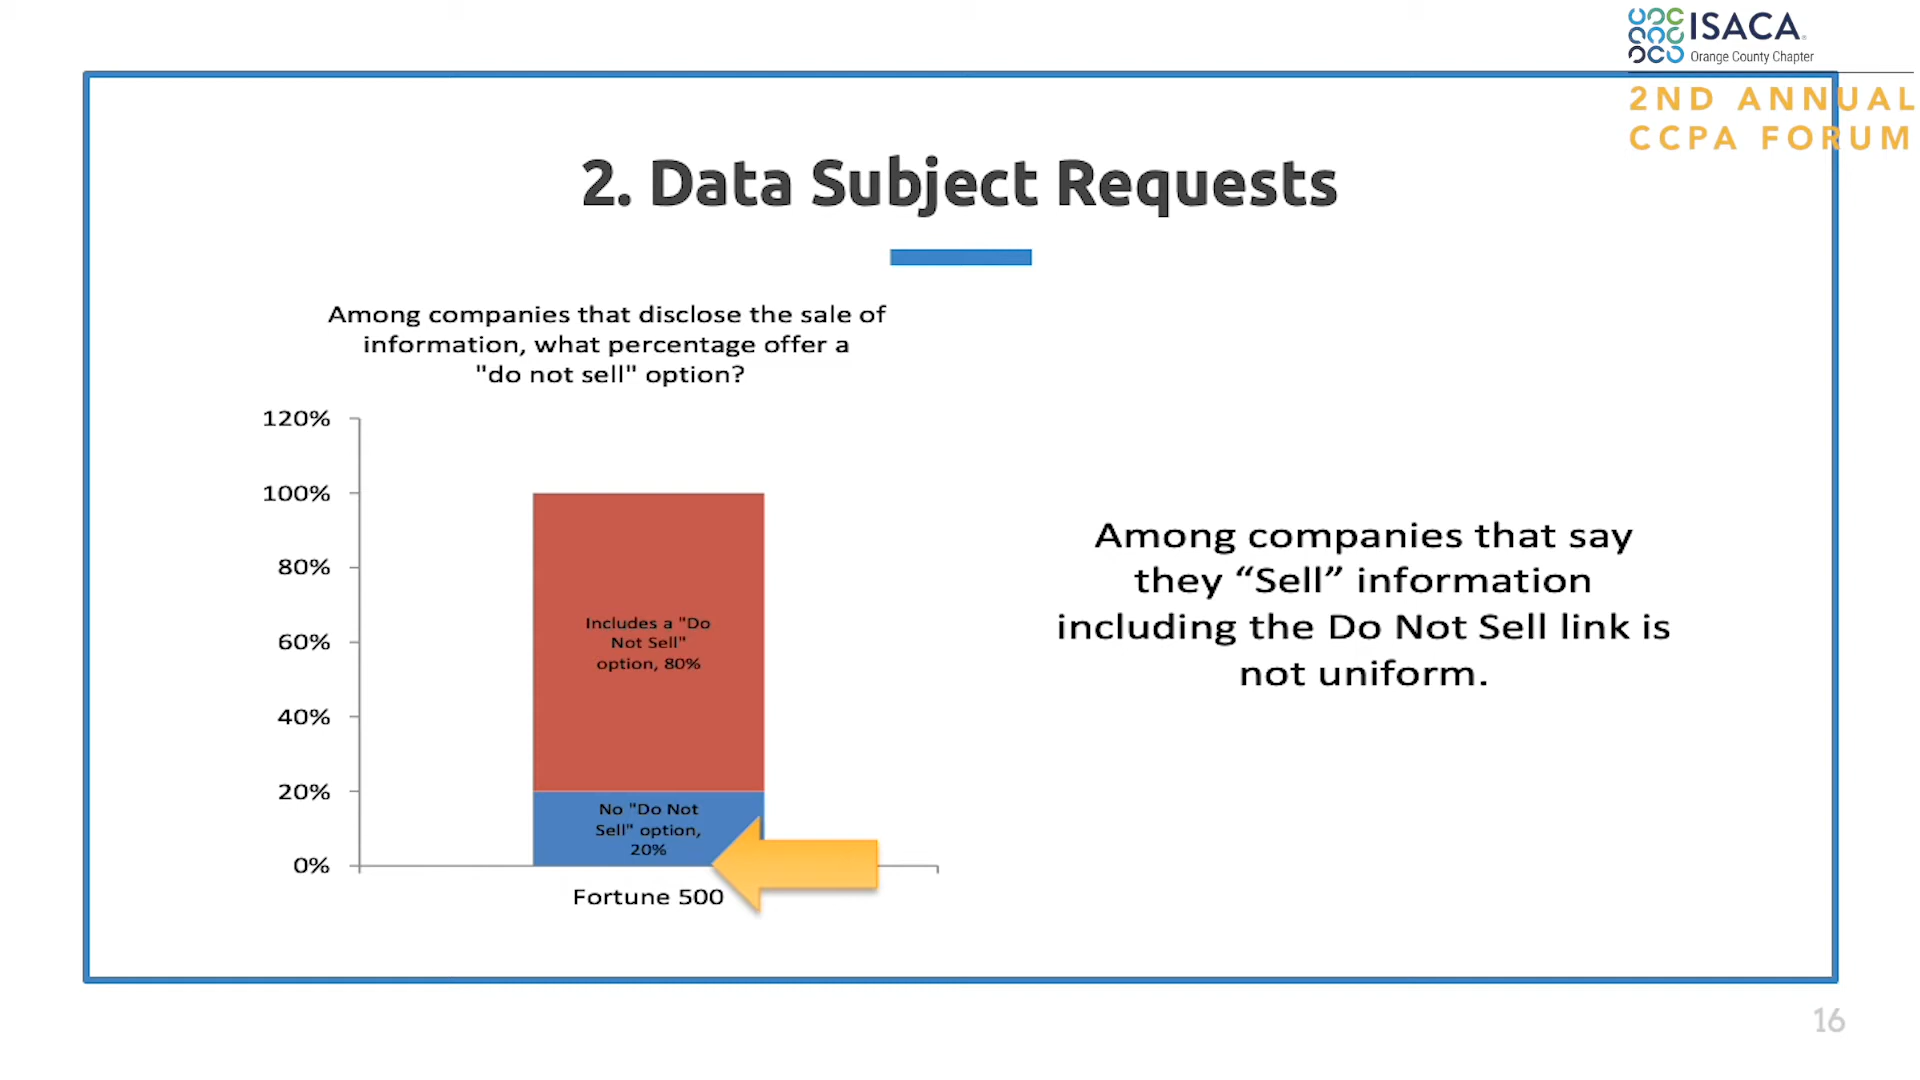 ISACA
Orange County Chapter
2ND ANNUAL
CCPA FORUM
2. Data Subject Requests
Among companies that disclose the sale of
information, what percentage offer a
"do not sell" option?
120%
100%
80%
60%
40%
20%
0%
Includes a "Do
Not Sell"
option, 80%
No "Do Not
Sell" option,
20%
Fortune 500
Among companies that say
they “Sell” information
including the Do Not Sell link is
not uniform.
16